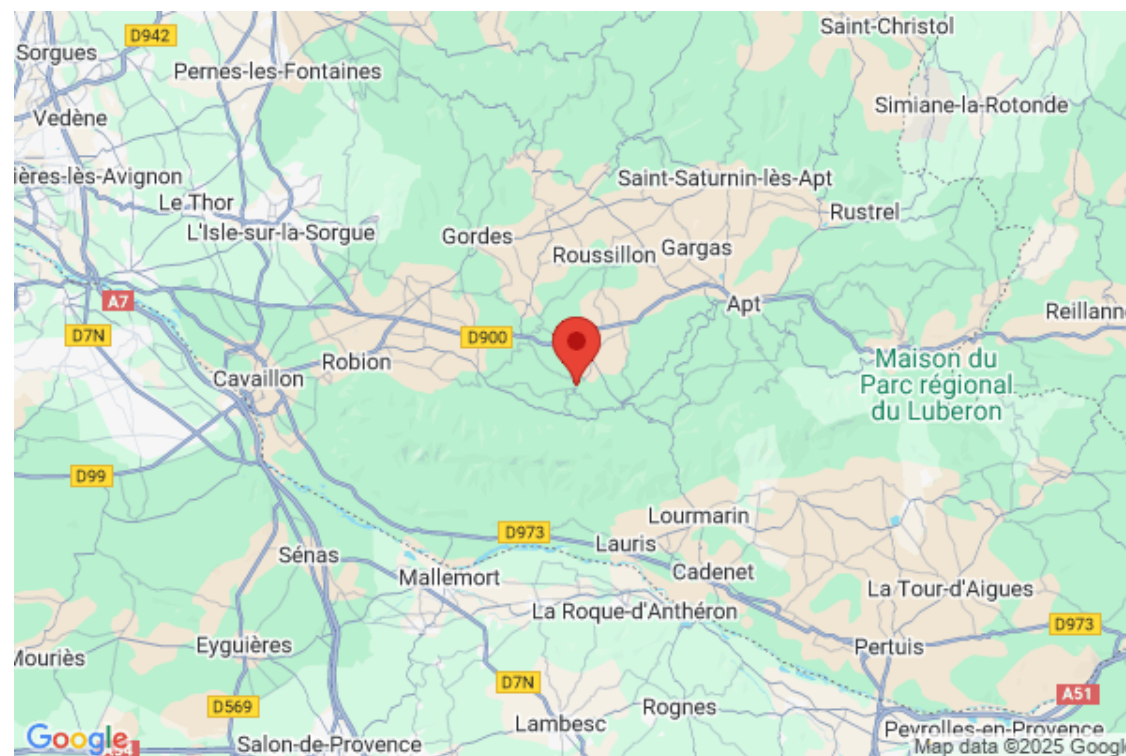 Saint-Christol
D942
Sorgues
Pernes-les-Fontaines
Simiane-la-Rotonde
Vedène
ières-lès-Avignon
Saint-Saturnin-lès-Apt
Le Thor
Rustrel
L'Isle-sur-la-Sorgue
Gordes
Roussillon
Gargas
A7
Apt
Reillanne
D7N
D900
Robion
Maison du
Parc régional
du Luberon
Cavaillon
D99
Lourmarin
D973
Lauris
Sénas
Cadenet
Mallemort
La Tour-d'Aigues
La Roque-d'Anthéron
D973
Eyguières
Pertuis
Mouriès
D7N
A51
D569
Rognes
Lambesc
Peyrolles-en-Provence
Google
Salon-de-Provence
Map data ©2025 Googl